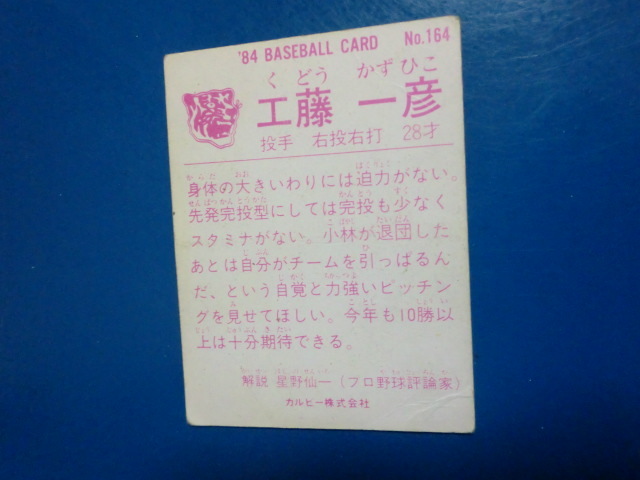 '84 BASEBALL CARD No.164
くどう かずひこ
工藤 一彦
投手 右投右打 28才
身体の大きいわりには迫力がない。
先発完投型にしては完投も少なく
スタミナがない。小林が退団した
あとは自分がチームを引っぱるん
だ、という自覚と力強いピッチン
グを見せてほしい。今年も10勝以
上は十分期待できる。
解説 星野仙一(プロ野球評論家)
カルビー株式会社